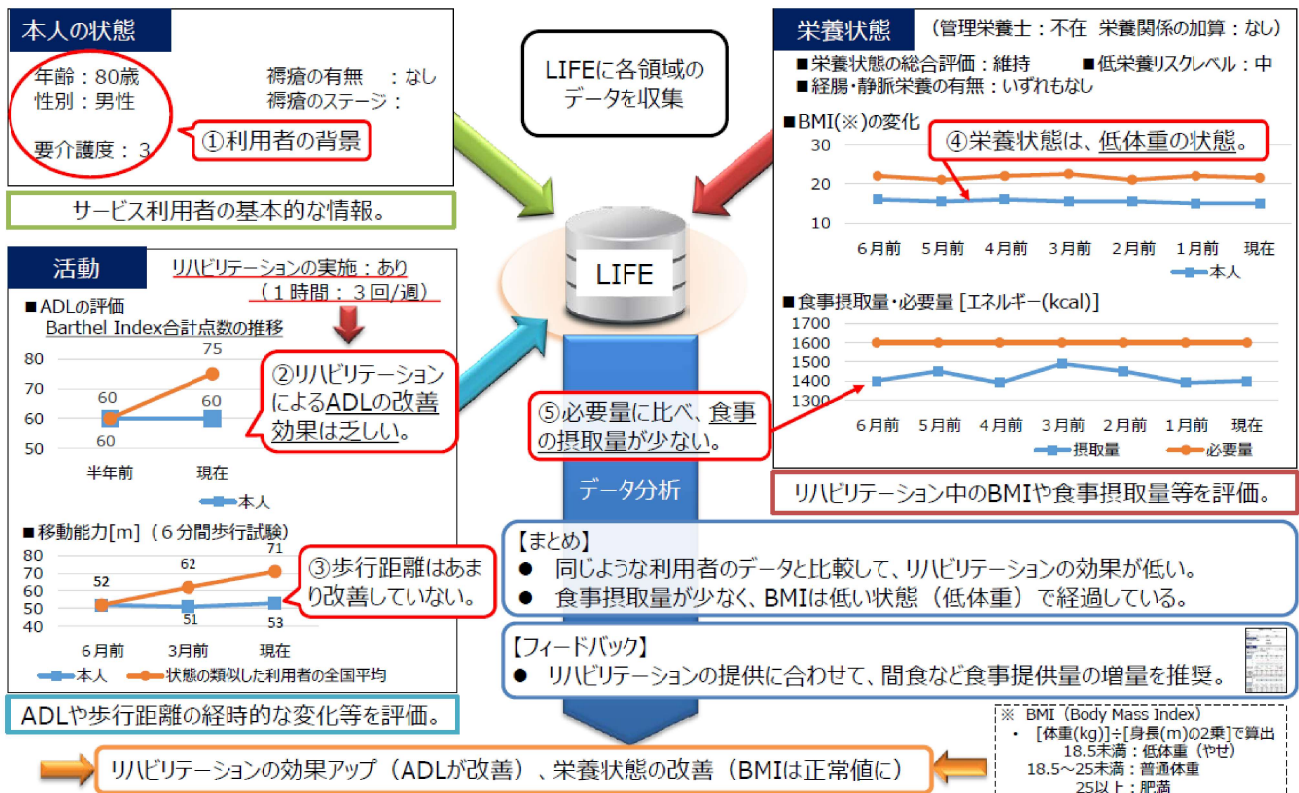 本人の状態
年齢：80歳
性別：男性
要介護度：3
褥瘡の有無　：なし
褥瘡のステージ：
①利用者の背景
サービス利用者の基本的な情報。
LIFEに各領域の
データを収集
LIFE
栄養状態
（管理栄養士：不在 栄養関係の加算：なし）
■栄養状態の総合評価：維持　　■低栄養リスクレベル：中
■経腸・静脈栄養の有無：いずれもなし
■BMI(※)の変化
④栄養状態は、低体重の状態。
30
20
10
6月前　5月前　4月前　3月前　2月前　1月前　現在
本人
■食事摂取量・必要量 [エネルギー(kcal)]
1700
1600
1500
1400
1300
6月前　5月前　4月前　3月前　2月前　1月前　現在
摂取量　必要量
⑤必要量に比べ、食事
の摂取量が少ない。
リハビリテーション中のBMIや食事摂取量等を評価。
活動
リハビリテーションの実施：あり
（１時間：３回/週）
■ADLの評価
Barthel Index合計点数の推移
80
70
60
50
60
60
75
60
半年前　現在
本人
②リハビリテーション
によるADLの改善
効果は乏しい。
■移動能力[m]（６分間歩行試験）
80
70
60
50
40
52
62
71
51
53
6月前　3月前　現在
本人　状態の類似した利用者の全国平均
③歩行距離はあま
り改善していない。
ADLや歩行距離の経時的な変化等を評価。
データ分析
【まとめ】
● 同じような利用者のデータと比較して、リハビリテーションの効果が低い。
● 食事摂取量が少なく、BMIは低い状態（低体重）で経過している。
【フィードバック】
● リハビリテーションの提供に合わせて、間食など食事提供量の増量を推奨。
リハビリテーションの効果アップ（ADLが改善）、栄養状態の改善（BMIは正常値に）
※ BMI（Body Mass Index）
・ [体重(kg)]÷[身長(m)の2乗]で算出
18.5未満：低体重（やせ）
18.5～25未満：普通体重
25以上：肥満